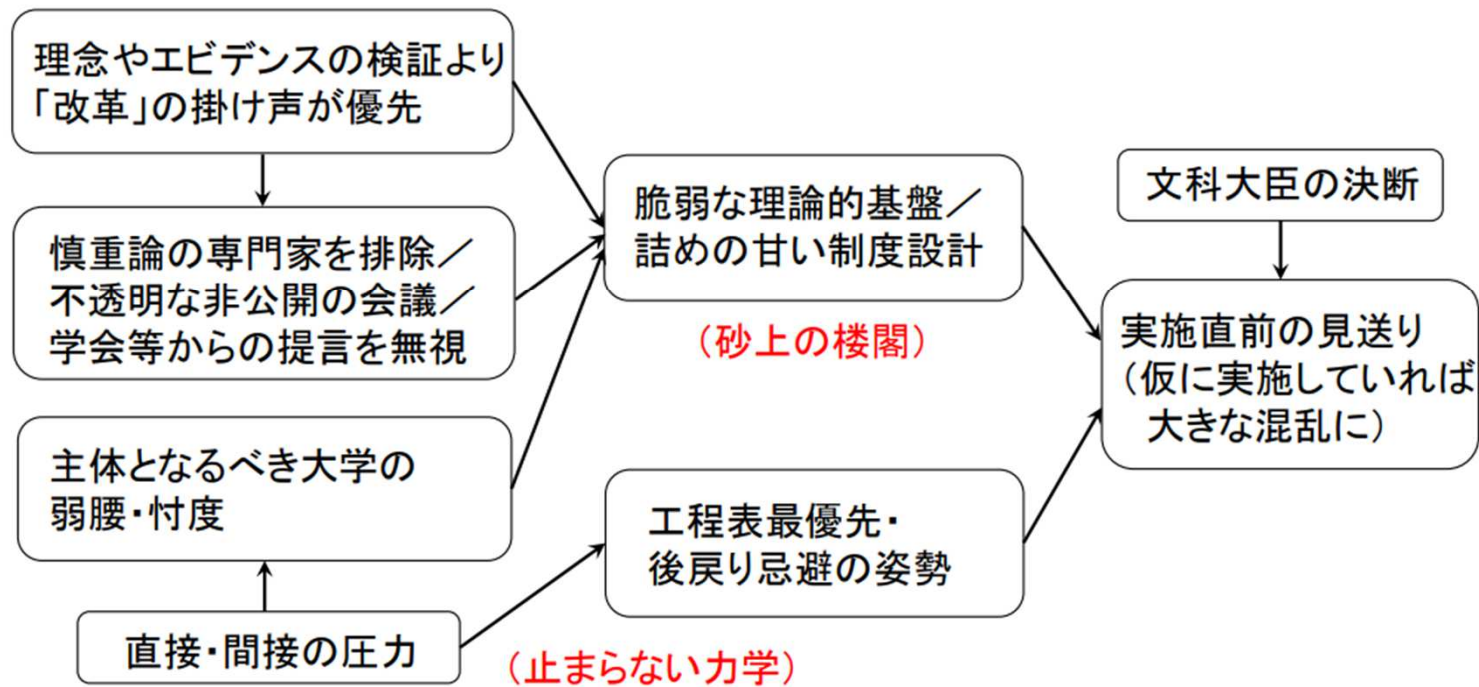 理念やエビデンスの検証より
「改革」の掛け声が優先
慎重論の専門家を排除／
不透明な非公開の会議／
学会等からの提言を無視
主体となるべき大学の
弱腰・忖度
直接・間接の圧力
脆弱な理論的基盤／
詰めの甘い制度設計
（砂上の楼閣）
工程表最優先・
後戻り忌避の姿勢
（止まらない力学）
文科大臣の決断
実施直前の見送り
（仮に実施していれば
大きな混乱に）